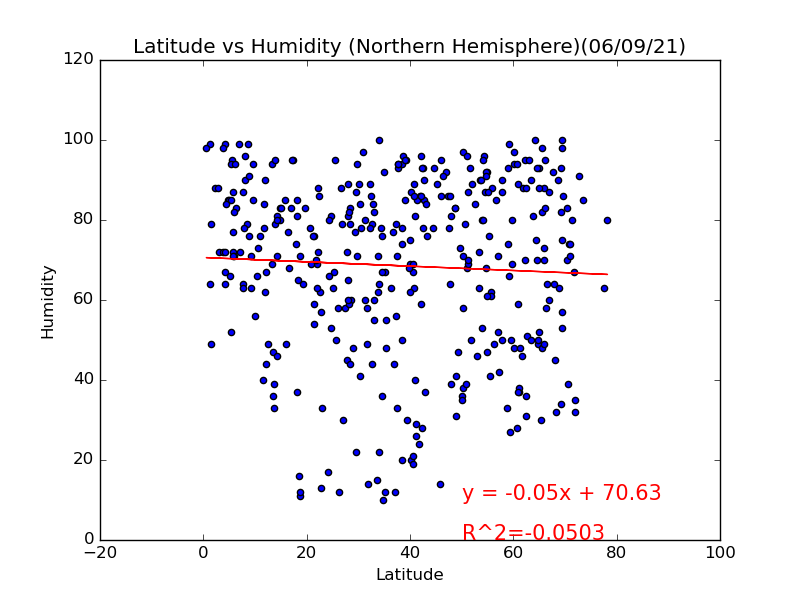 Latitude vs Humidity (Northern Hemisphere)(06/09/21)
120
100
80
60
40
20
0
Humidity
y = -0.05x + 70.63
R^2=-0.0503
−20 0 20 40 60 80 100
Latitude